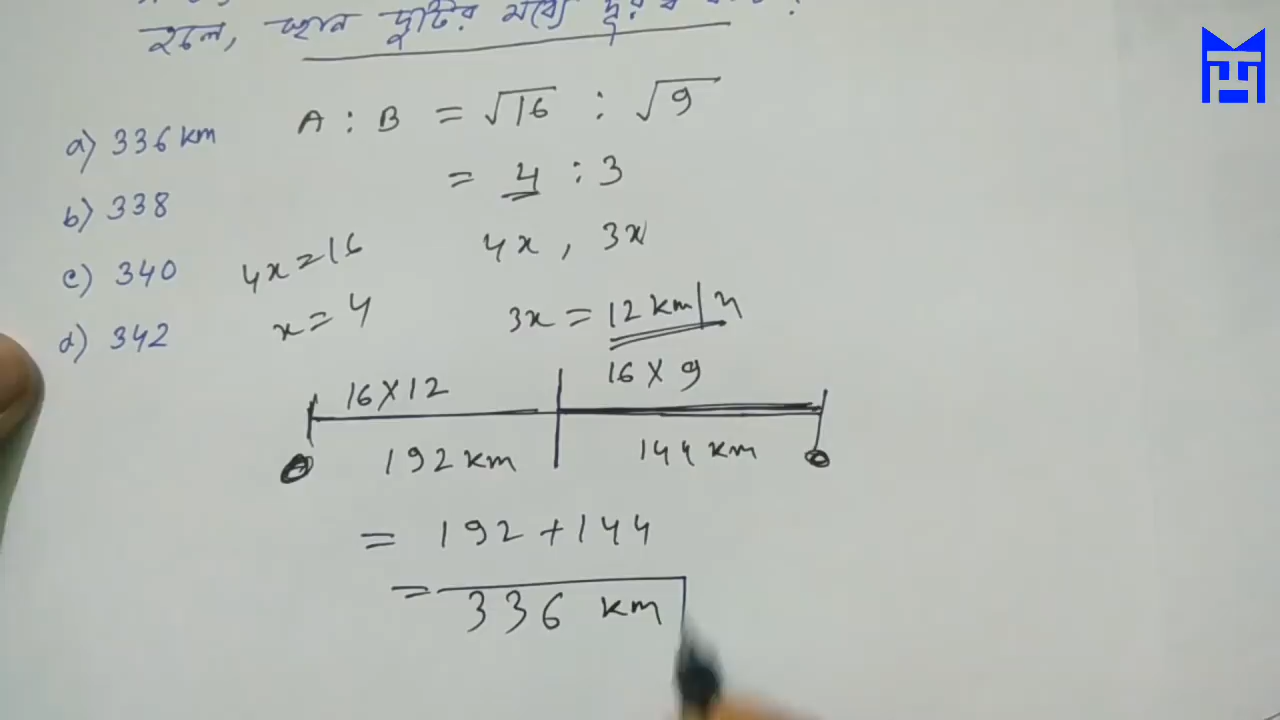 হলে, স্থান দুটির মধ্যে দূরত্ব
a) 336 km
b) 338
c) 340
d) 342
A : B = √16 : √9
= 4 : 3
4x , 3x
4x = 16
x = 4
3x = 12 km/h
16 X 12
16 X 9
192 km
144 km
= 192 + 144
= 336 km